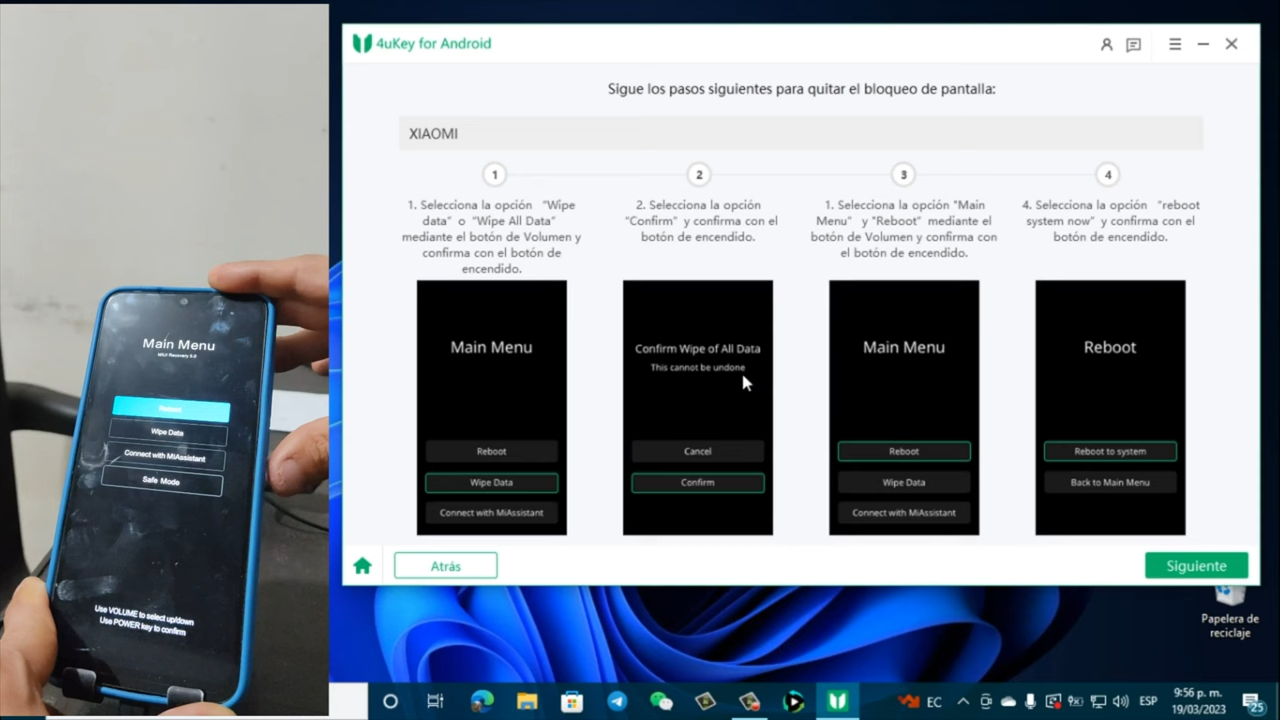 4uKey for Android
Sigue los pasos siguientes para quitar el bloqueo de pantalla:
XIAOMI
1
2
3
4
1. Selecciona la opción "Wipe
data" o "Wipe All Data"
mediante el botón de Volumen y
confirma con el botón de
encendido.
2. Selecciona la opción
"Confirm" y confirma con el
botón de encendido.
1. Selecciona la opción "Main
Menu" y "Reboot" mediante el
botón de Volumen y confirma con
el botón de encendido.
4. Selecciona la opción "reboot
system now" y confirma con el
botón de encendido.
Main Menu
Reboot
Wipe Data
Connect with MiAssistant
Confirm Wipe of All Data
This cannot be undone
Cancel
Confirm
Main Menu
Reboot
Wipe Data
Connect with MiAssistant
Reboot
Reboot to system
Back to Main Menu
Atrás
Siguiente
Main Menu
MIUI Recovery 5.0
Reboot
Wipe Data
Connect with MiAssistant
Safe Mode
Use VOLUME to select up/down
Use POWER key to confirm
Papelera de
reciclaje
EC
ESP
9:56 p. m.
19/03/2023
25